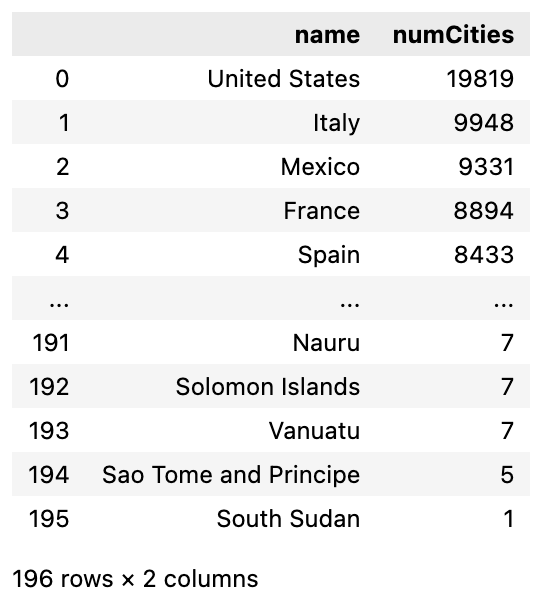 name numCities
0 United States 19819
1 Italy 9948
2 Mexico 9331
3 France 8894
4 Spain 8433
... ... ...
191 Nauru 7
192 Solomon Islands 7
193 Vanuatu 7
194 Sao Tome and Principe 5
195 South Sudan 1
196 rows × 2 columns